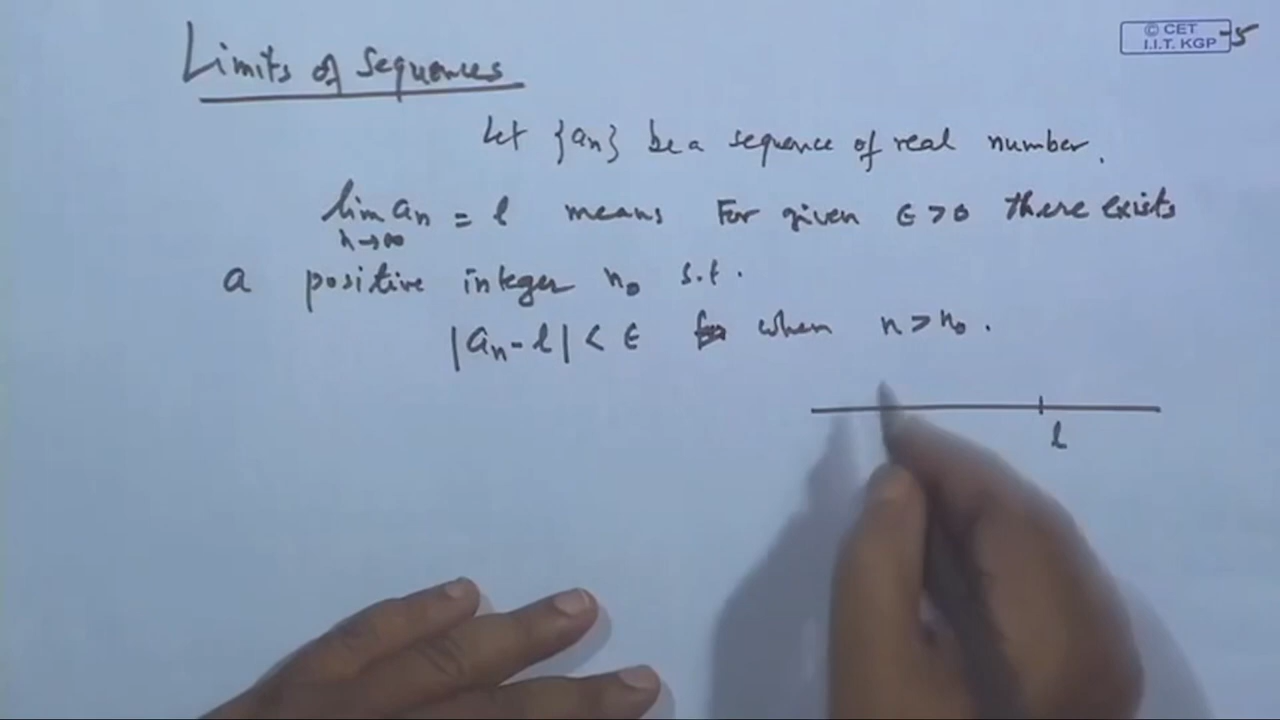 © CET
I.I.T. KGP -5
Limits of Sequences
Let {an} be a sequence of real number.
lim an = l means For given ϵ > 0 there exists
n→∞
a positive integer n0 s.t.
|an - l| < ϵ when n > n0.
l